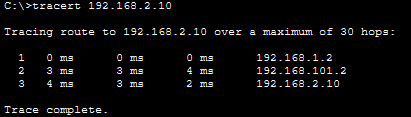 C:\>tracert 192.168.2.10
Tracing route to 192.168.2.10 over a maximum of 30 hops:
1 0 ms 0 ms 0 ms 192.168.1.2
2 3 ms 3 ms 4 ms 192.168.101.2
3 4 ms 3 ms 2 ms 192.168.2.10
Trace complete.